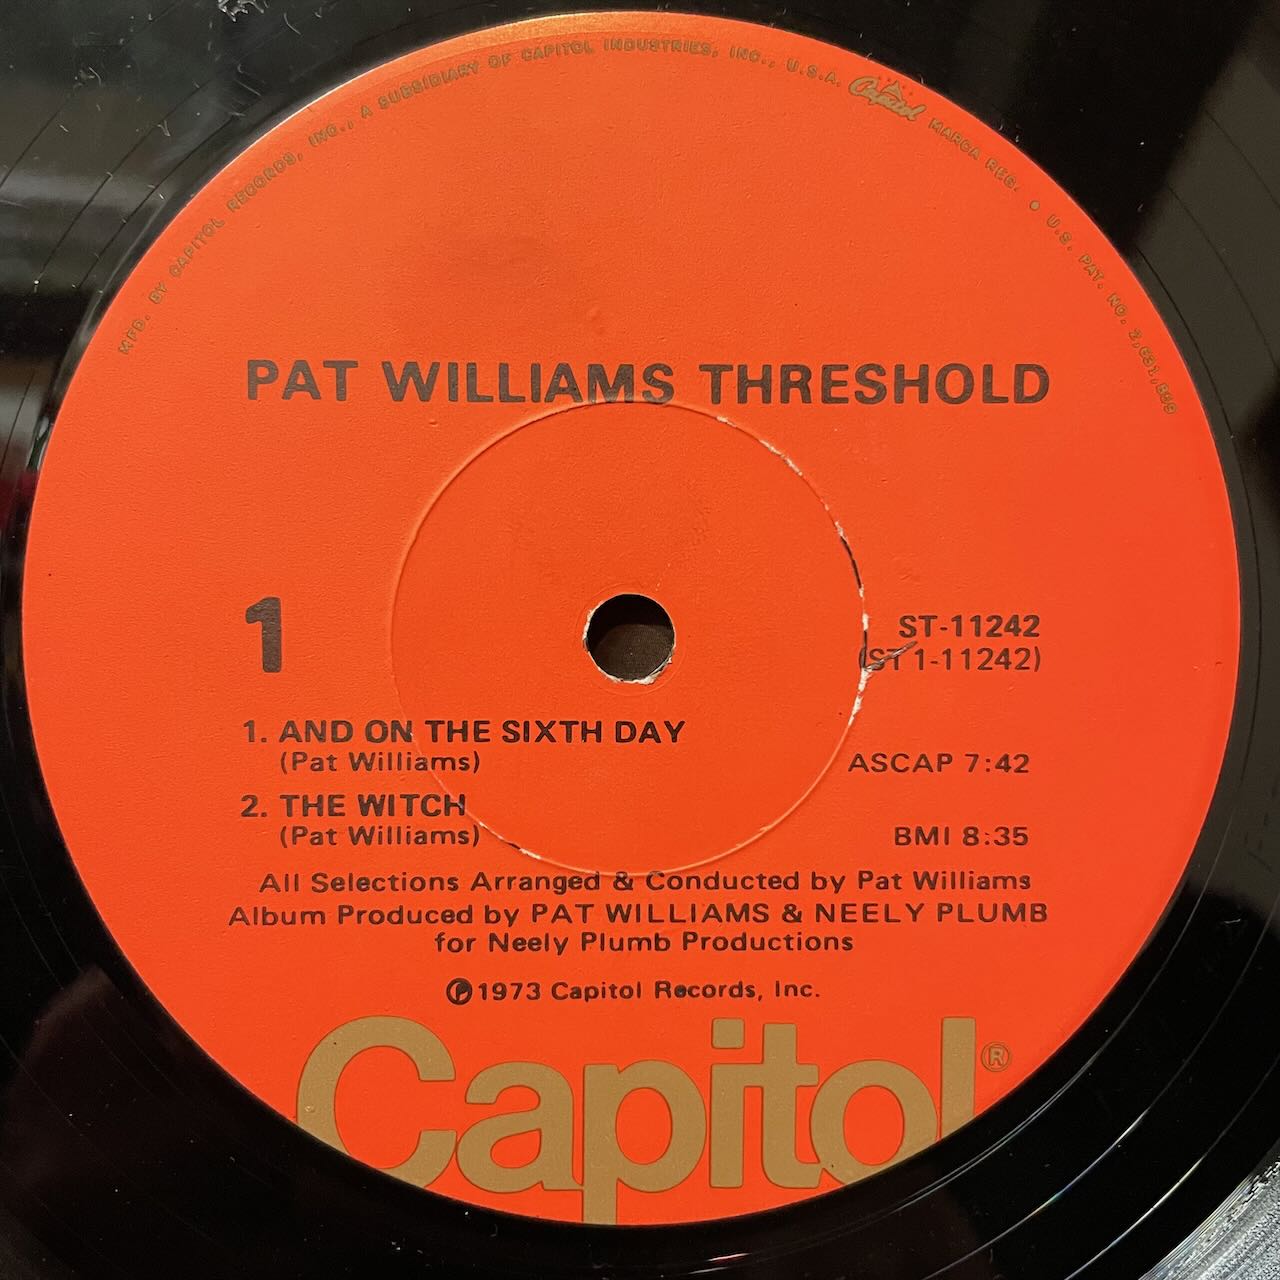 MFD. BY CAPITOL RECORDS, INC., A SUBSIDIARY OF CAPITOL INDUSTRIES, INC., U.S.A. Capitol MARCA REG. • U.S. PAT. NO. 2,631,859
PAT WILLIAMS THRESHOLD
1
ST-11242
(ST 1-11242)
1. AND ON THE SIXTH DAY
(Pat Williams) ASCAP 7:42
2. THE WITCH
(Pat Williams) BMI 8:35
All Selections Arranged & Conducted by Pat Williams
Album Produced by PAT WILLIAMS & NEELY PLUMB
for Neely Plumb Productions
℗1973 Capitol Records, Inc.
Capitol®